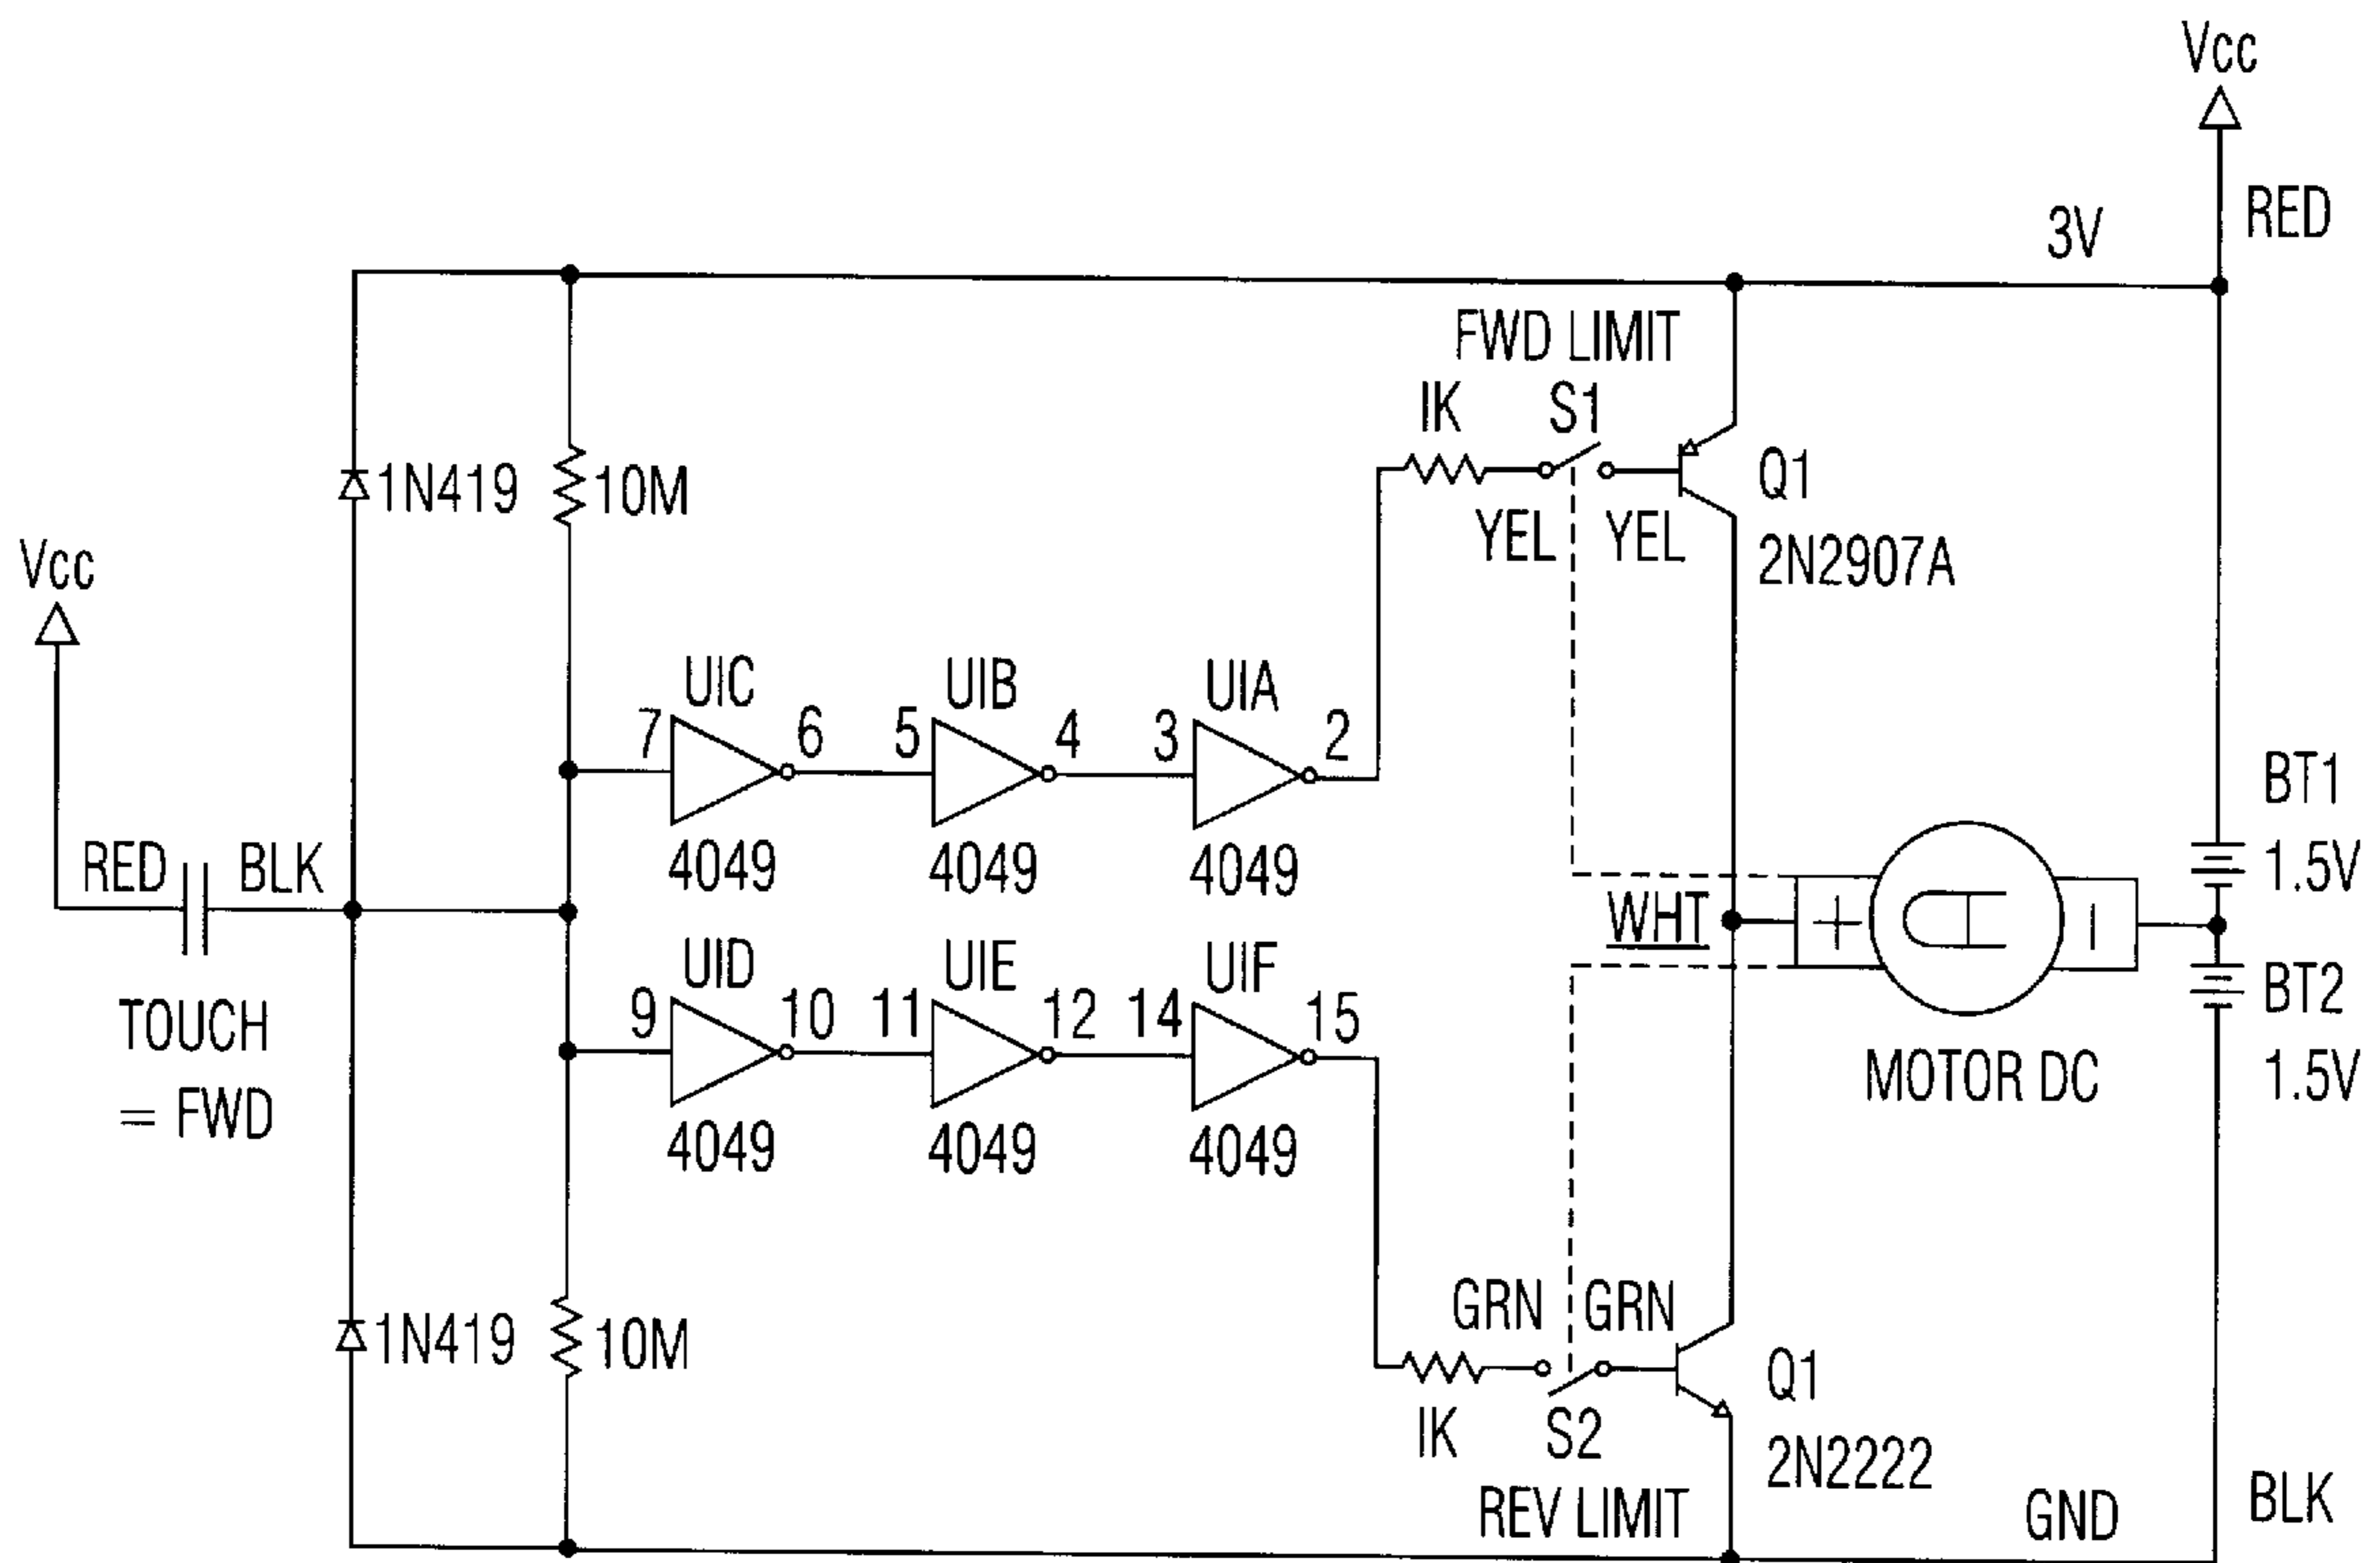 Vcc
RED
3V
FWD LIMIT
IK
S1
YEL
YEL
Q1
2N2907A
1N419
10M
Vcc
RED
BLK
TOUCH
= FWD
UIC
7
6
4049
UIB
5
4
4049
UIA
3
2
4049
UID
9
10
4049
UIE
11
12
4049
UIF
14
15
4049
WHT
+
−
MOTOR DC
BT1
1.5V
BT2
1.5V
1N419
10M
GRN
GRN
IK
S2
REV LIMIT
Q1
2N2222
GND
BLK